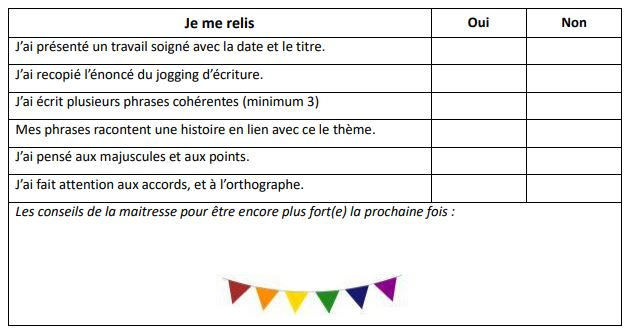 Je me relis Oui Non
J’ai présenté un travail soigné avec la date et le titre.
J’ai recopié l’énoncé du jogging d’écriture.
J’ai écrit plusieurs phrases cohérentes (minimum 3)
Mes phrases racontent une histoire en lien avec ce le thème.
J’ai pensé aux majuscules et aux points.
J’ai fait attention aux accords, et à l’orthographe.
Les conseils de la maitresse pour être encore plus fort(e) la prochaine fois :